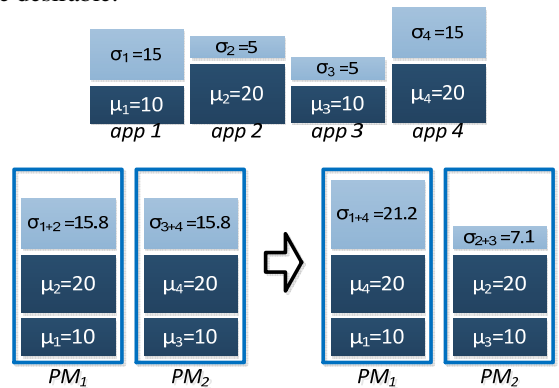 e desirable.
σ1 =15
σ2 =5
σ3 =5
σ4 =15
μ1=10
μ2=20
μ3=10
μ4=20
app 1 app 2 app 3 app 4
σ1+2 =15.8
σ3+4 =15.8
σ1+4 =21.2
σ2+3 =7.1
μ2=20
μ4=20
μ4=20
μ2=20
μ1=10
μ3=10
μ1=10
μ3=10
PM1 PM2 PM1 PM2